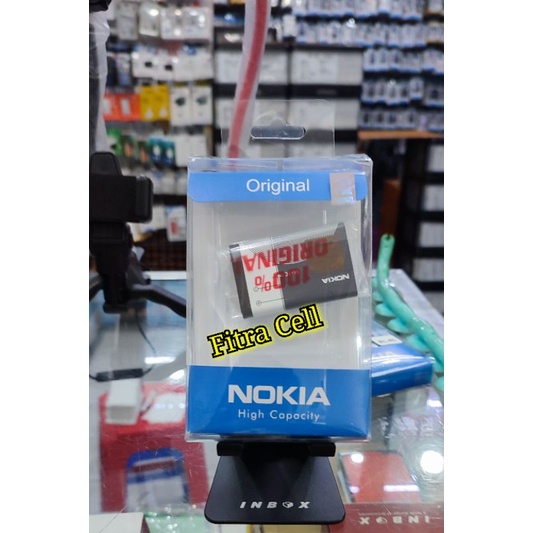 Original
100%
ORIGINAL
NOKIA
Fitra Cell
NOKIA
High Capacity
INBOX